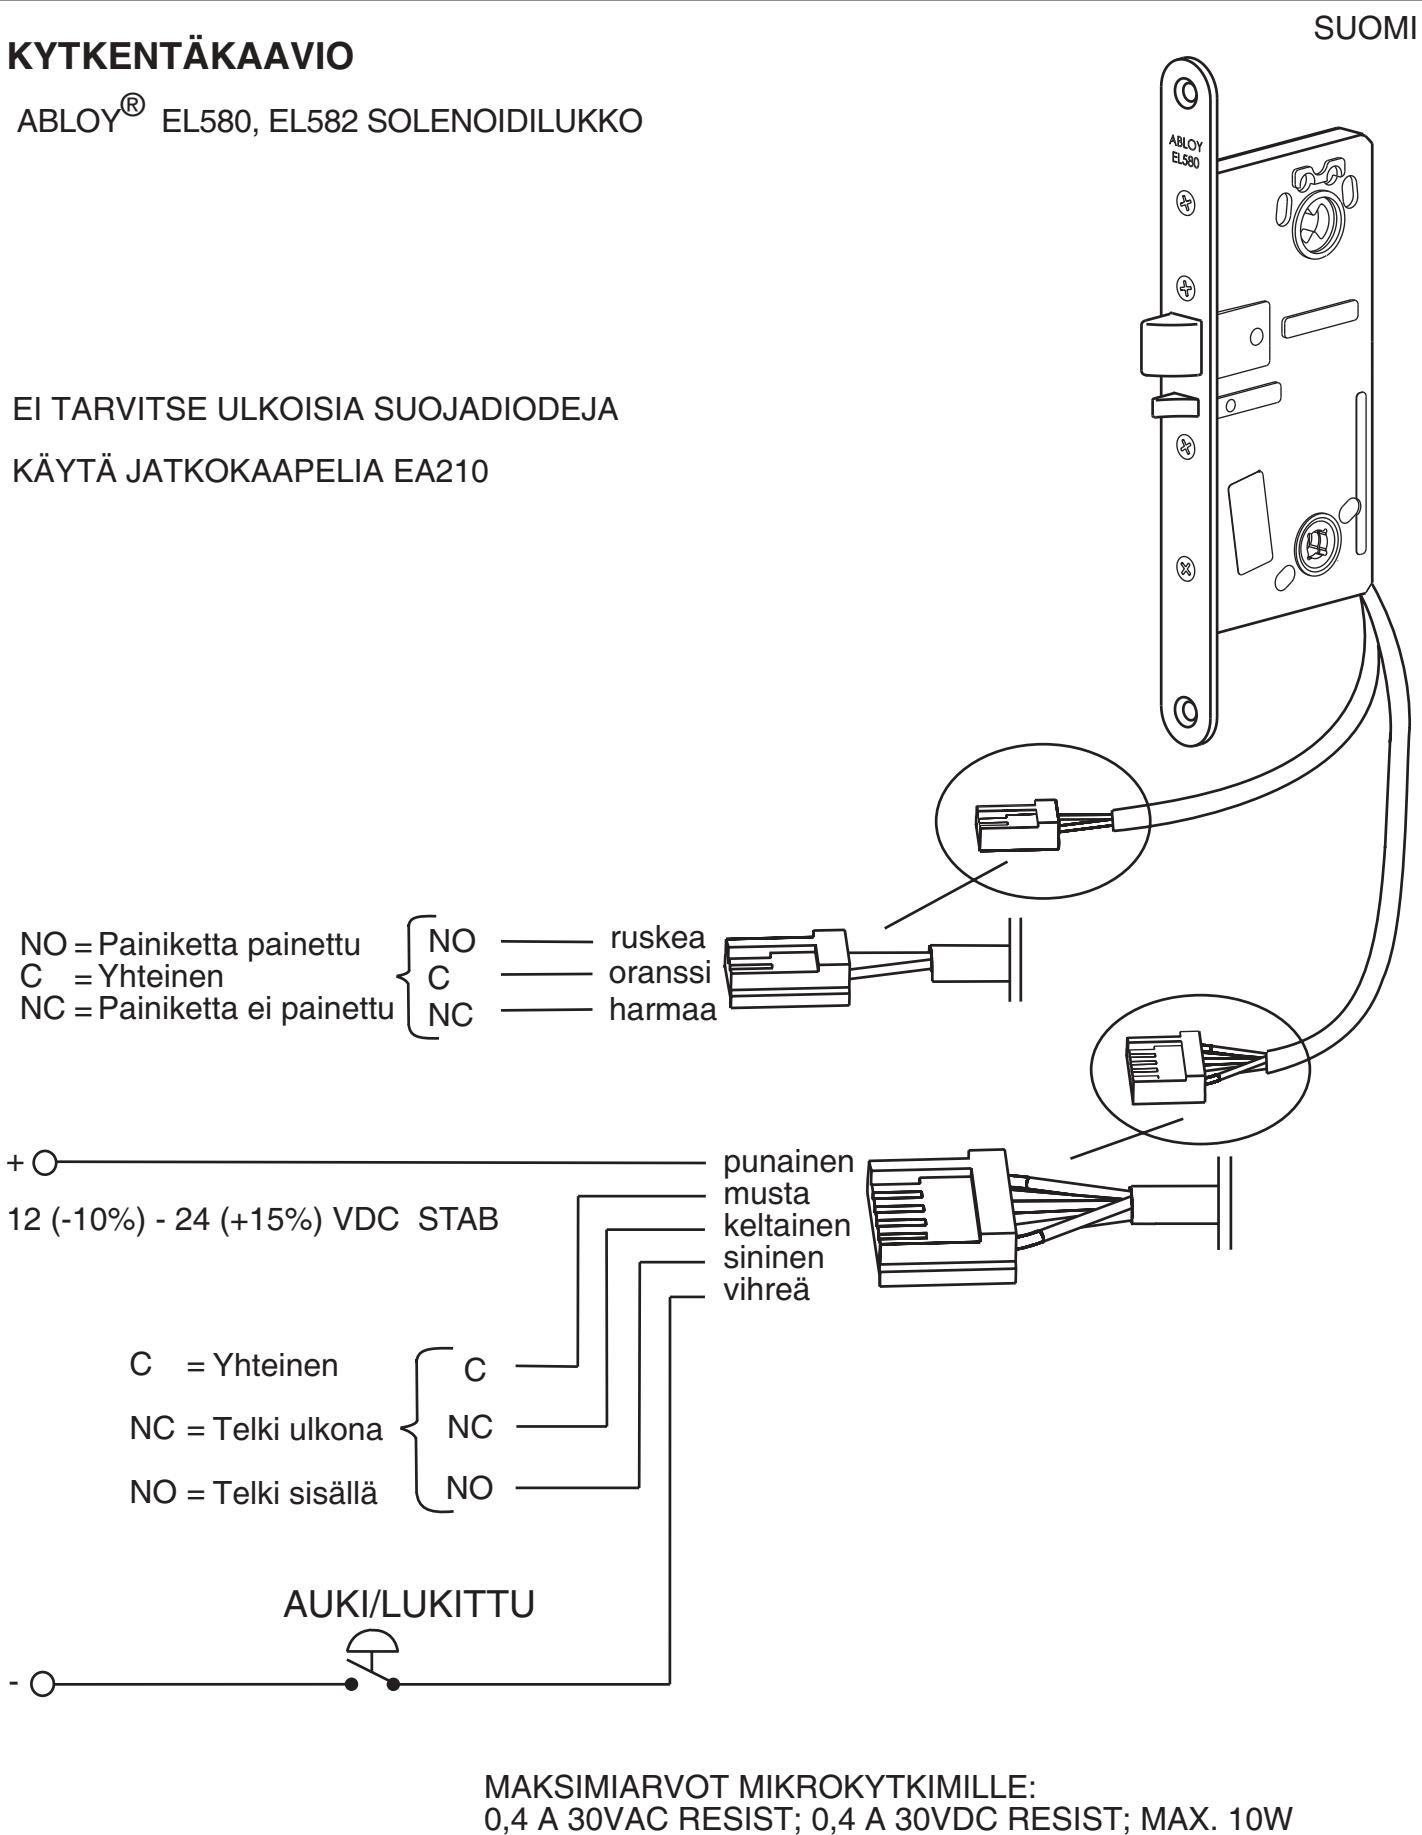 SUOMI
KYTKENTÄKAAVIO
ABLOY® EL580, EL582 SOLENOIDILUKKO
ABLOY
EL580
EI TARVITSE ULKOISIA SUOJADIODEJA
KÄYTÄ JATKOKAAPELIA EA210
NO = Painiketta painettu
C = Yhteinen
NC = Painiketta ei painettu
NO
C
NC
ruskea
oranssi
harmaa
+
12 (-10%) - 24 (+15%) VDC STAB
punainen
musta
keltainen
sininen
vihreä
C = Yhteinen
NC = Telki ulkona
NO = Telki sisällä
C
NC
NO
AUKI/LUKITTU
-
MAKSIMIARVOT MIKROKYTKIMILLE:
0,4 A 30VAC RESIST; 0,4 A 30VDC RESIST; MAX. 10W